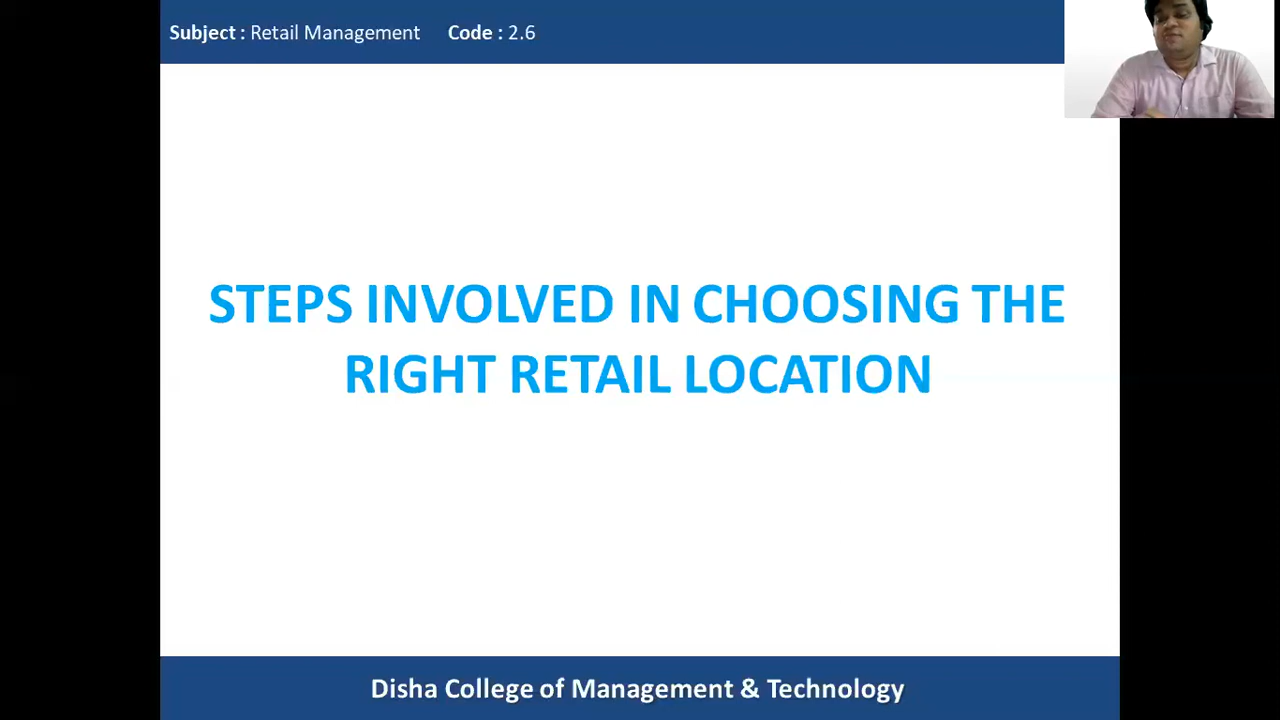 Subject : Retail Management Code : 2.6
STEPS INVOLVED IN CHOOSING THE
RIGHT RETAIL LOCATION
Disha College of Management & Technology